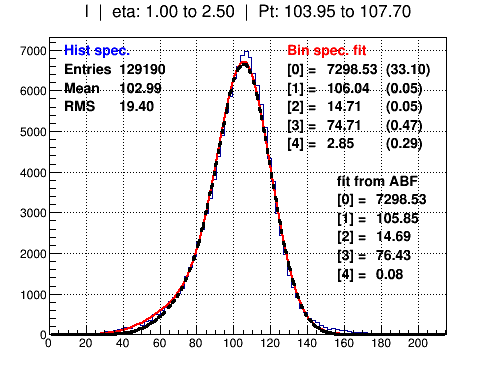 I | eta: 1.00 to 2.50 | Pt: 103.95 to 107.70
Hist spec.
Entries 129190
Mean 102.99
RMS 19.40
Bin spec. fit
[0] = 7298.53 (33.10)
[1] = 106.04 (0.05)
[2] = 14.71 (0.05)
[3] = 74.71 (0.47)
[4] = 2.85 (0.29)
fit from ABF
[0] = 7298.53
[1] = 105.85
[2] = 14.69
[3] = 76.43
[4] = 0.08
7000
6000
5000
4000
3000
2000
1000
0
0 20 40 60 80 100 120 140 160 180 200